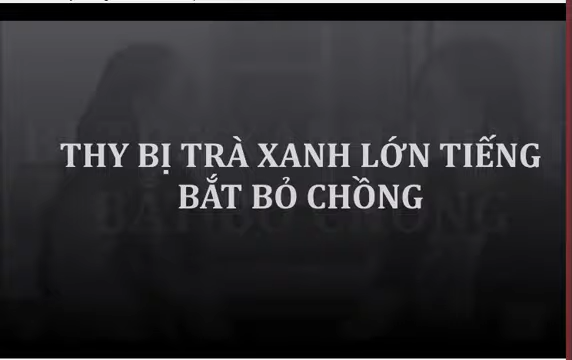 THY BỊ TRÀ XANH LỚN TIẾNG
BẮT BỎ CHỒNG